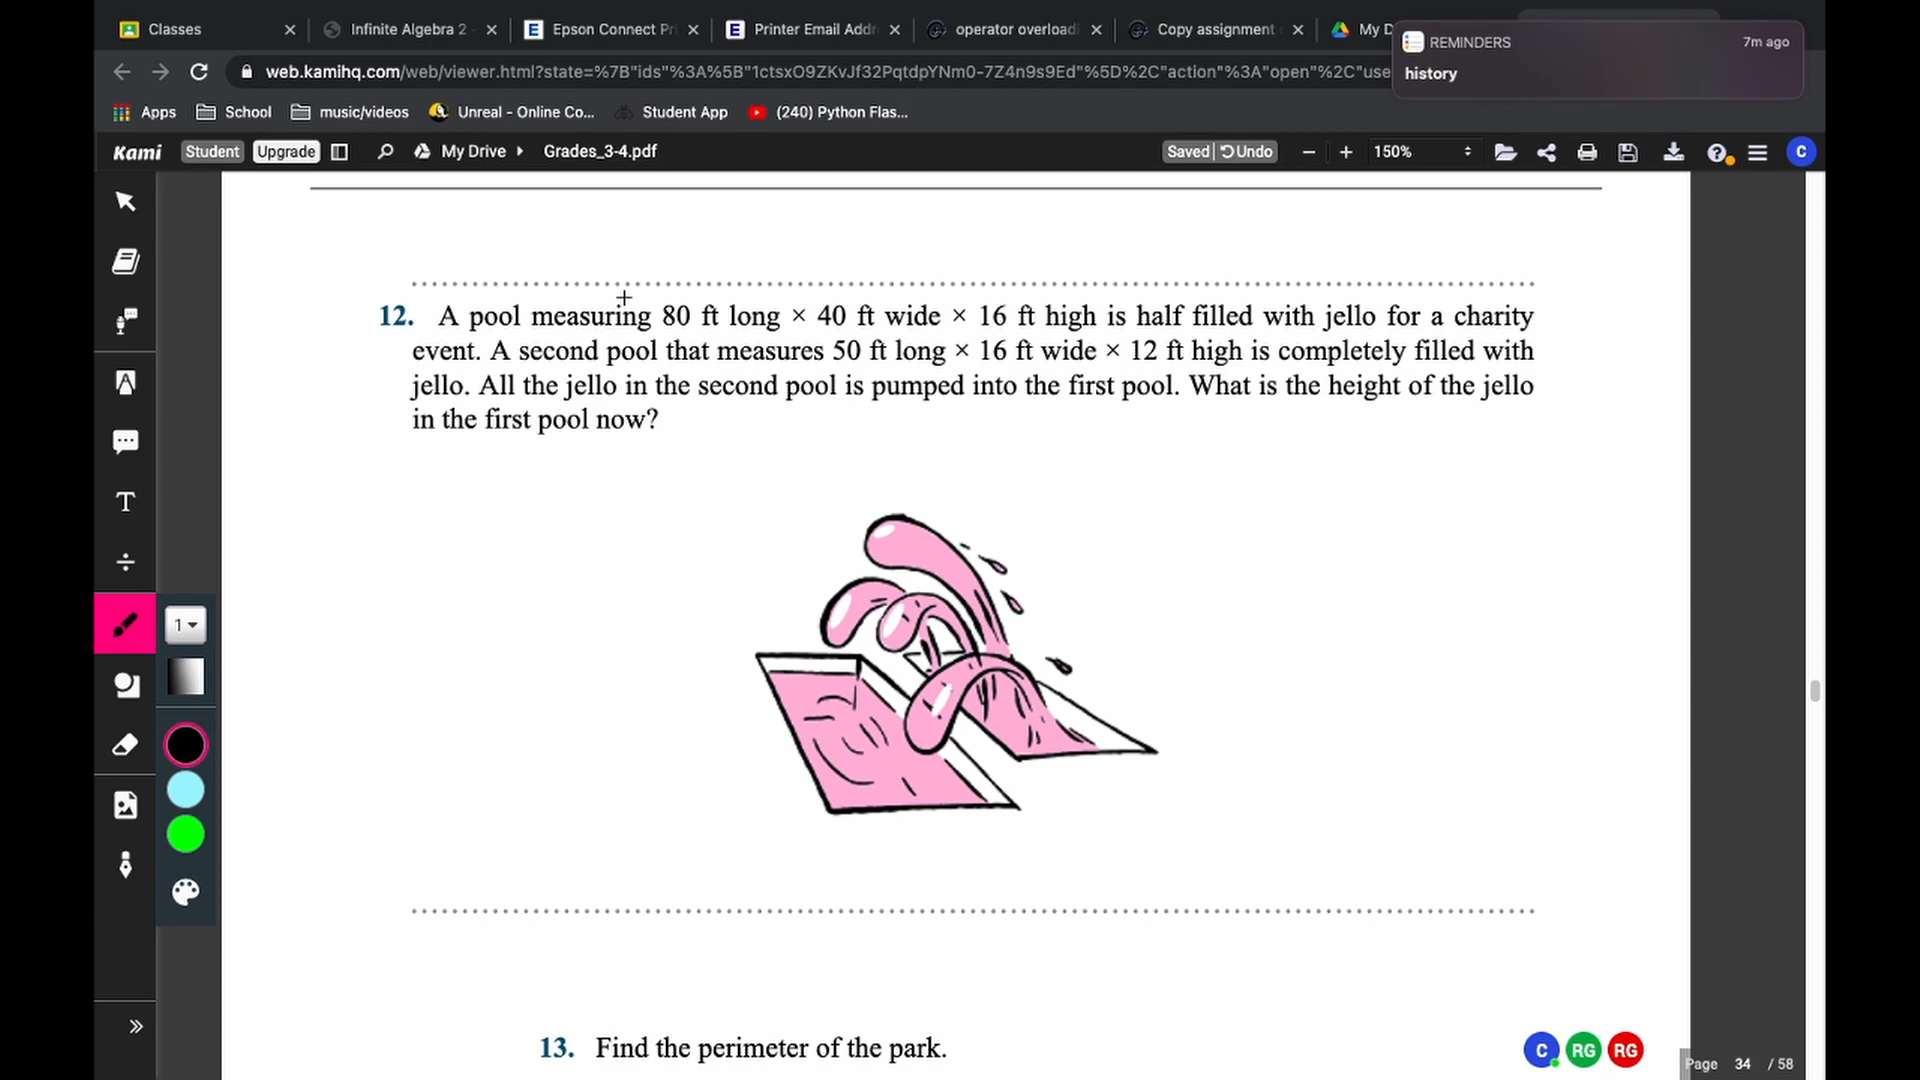 Classes
Infinite Algebra 2 -
Epson Connect Pri
Printer Email Addre
operator overloadi
Copy assignment o
My D
REMINDERS
7m ago
history
web.kamihq.com/web/viewer.html?state=%7B"ids"%3A%5B"1ctsxO9ZKvJf32PqtdpYNm0-7Z4n9s9Ed"%5D%2C"action"%3A"open"%2C"use
Apps
School
music/videos
Unreal - Online Co...
Student App
(240) Python Flas...
Kami
Student
Upgrade
My Drive
Grades_3-4.pdf
Saved
Undo
150%
C
12. A pool measuring 80 ft long × 40 ft wide × 16 ft high is half filled with jello for a charity
event. A second pool that measures 50 ft long × 16 ft wide × 12 ft high is completely filled with
jello. All the jello in the second pool is pumped into the first pool. What is the height of the jello
in the first pool now?
1
13. Find the perimeter of the park.
C
RG
RG
Page 34 / 58